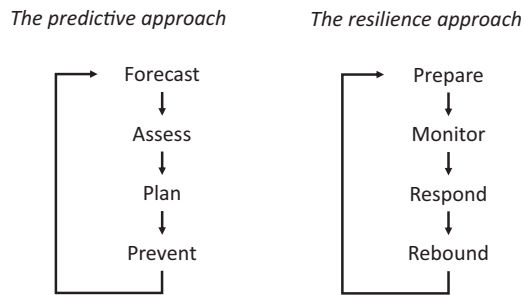 The predictive approach
Forecast
Assess
Plan
Prevent
The resilience approach
Prepare
Monitor
Respond
Rebound